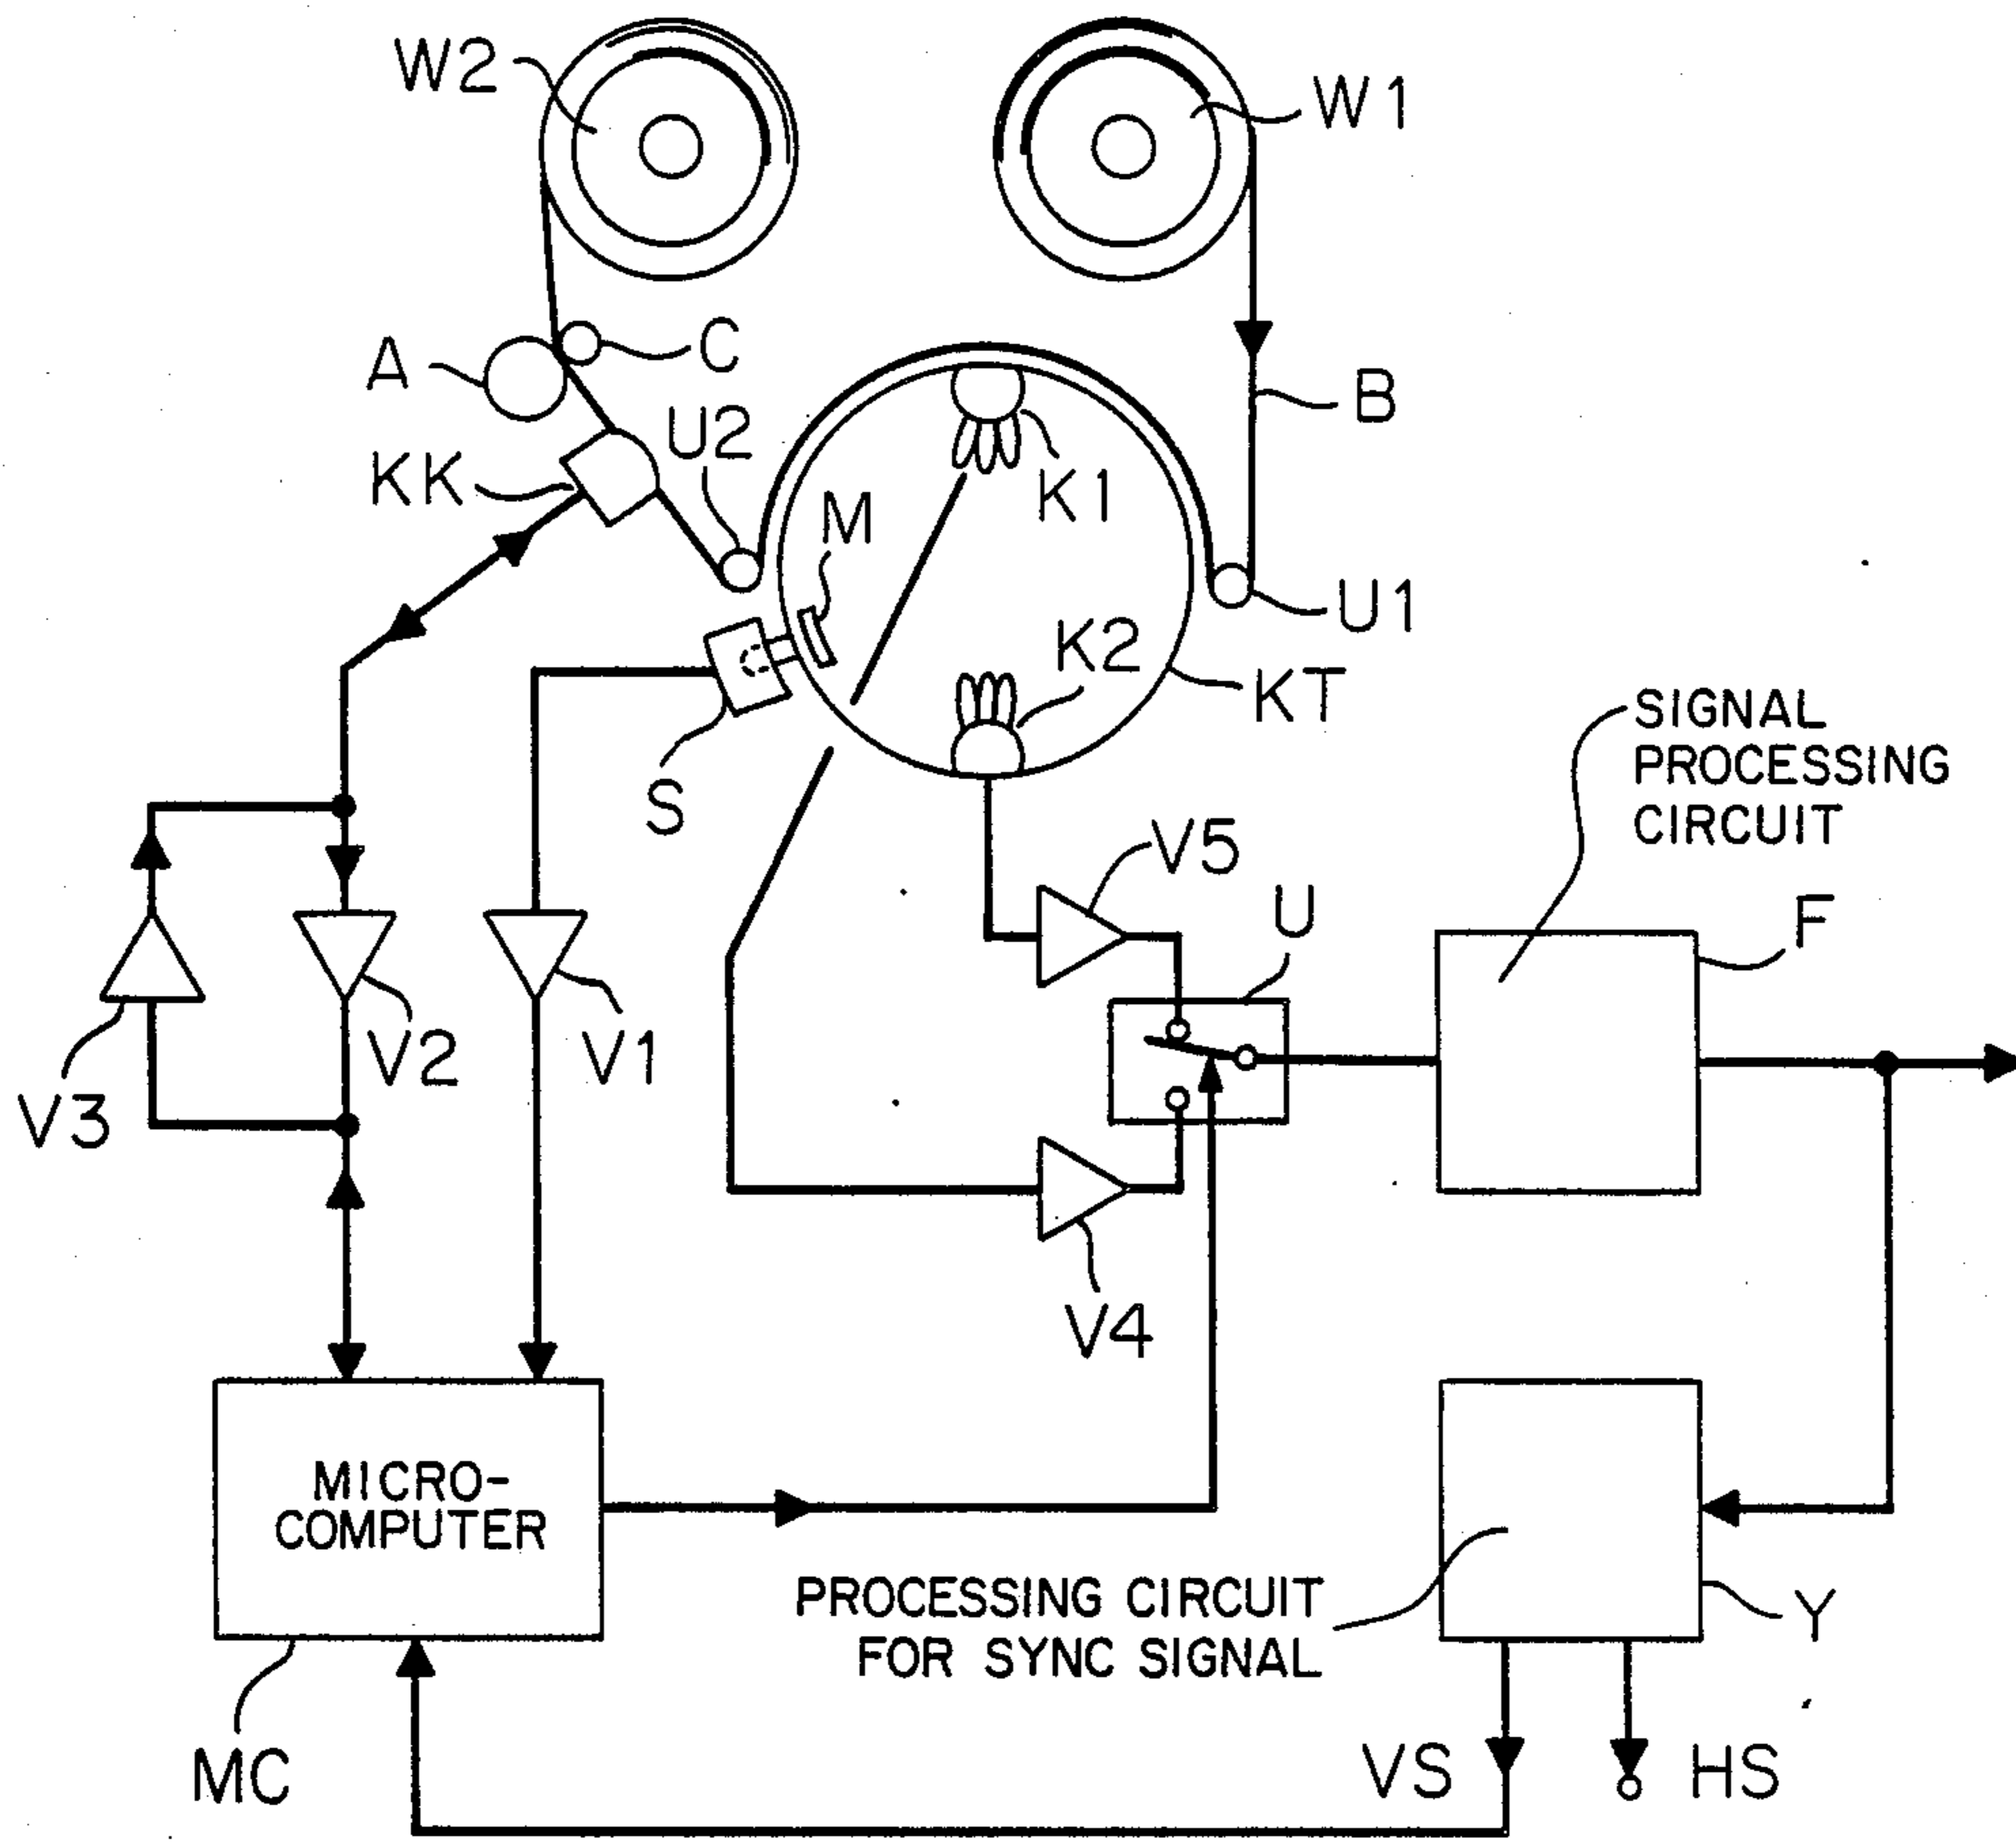 W2
W1
A
C
B
U2
KK
K1
M
U1
K2
KT
S
SIGNAL
PROCESSING
CIRCUIT
V5
U
F
V2
V1
V3
V4
MICRO-
COMPUTER
PROCESSING CIRCUIT
FOR SYNC SIGNAL
Y
MC
VS
HS